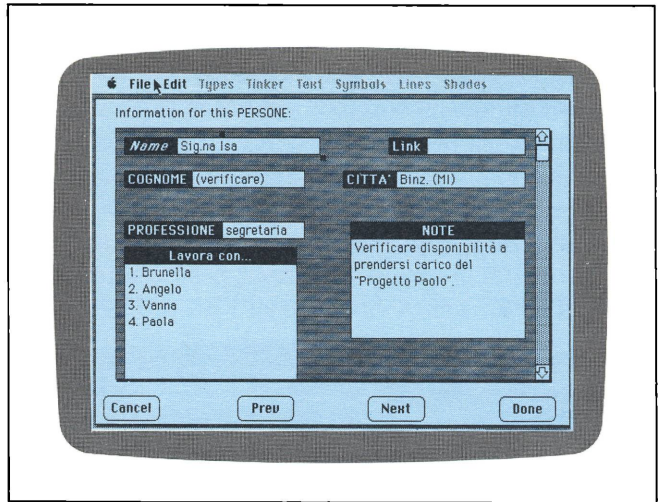 File Edit Types Tinker Text Symbols Lines Shades
Information for this PERSONE:
Name Sig.na Isa Link
COGNOME (verificare) CITTA' Binz. (MI)
PROFESSIONE segretaria
NOTE
Verificare disponibilità a
prendersi carico del
"Progetto Paolo".
Lavora con...
1. Brunella
2. Angelo
3. Vanna
4. Paola
Cancel Prev Next Done